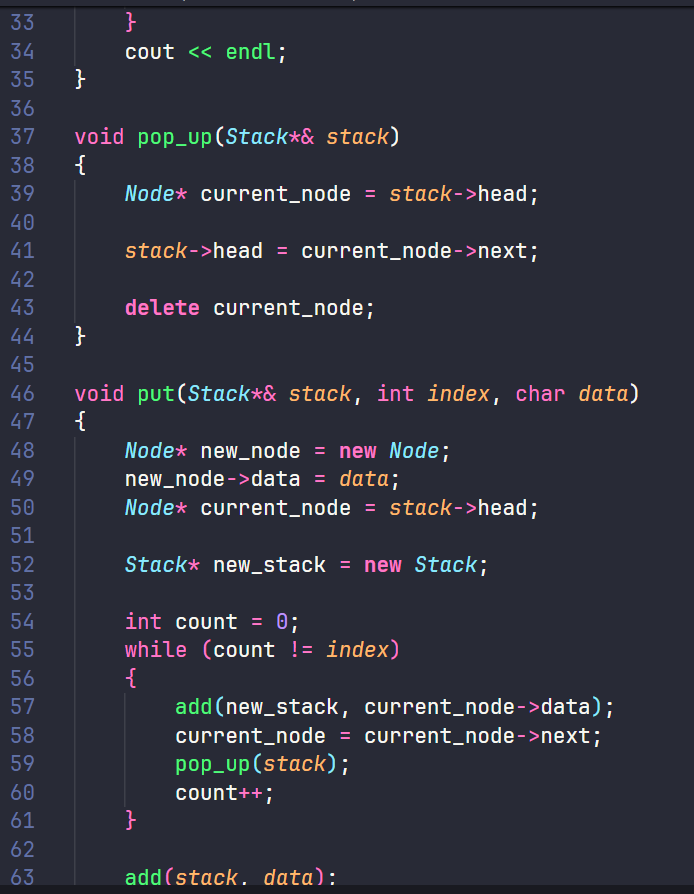 33 }
34 cout << endl;
35 }
36
37 void pop_up(Stack*& stack)
38 {
39 Node* current_node = stack->head;
40
41 stack->head = current_node->next;
42
43 delete current_node;
44 }
45
46 void put(Stack*& stack, int index, char data)
47 {
48 Node* new_node = new Node;
49 new_node->data = data;
50 Node* current_node = stack->head;
51
52 Stack* new_stack = new Stack;
53
54 int count = 0;
55 while (count != index)
56 {
57 add(new_stack, current_node->data);
58 current_node = current_node->next;
59 pop_up(stack);
60 count++;
61 }
62
63 add(stack, data);